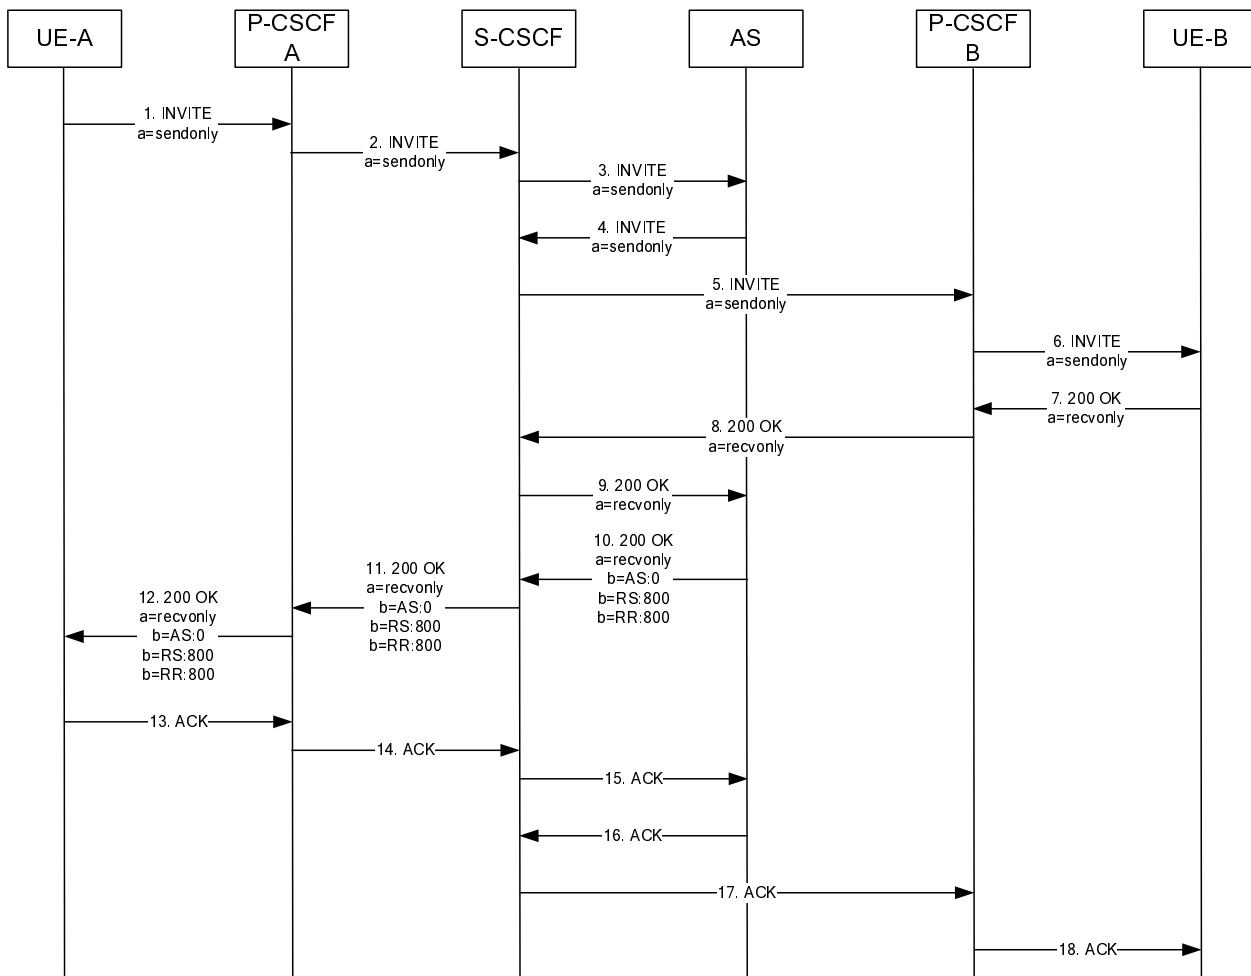 UE-A
P-CSCF
A
S-CSCF
AS
P-CSCF
B
UE-B
1. INVITE
a=sendonly
2. INVITE
a=sendonly
3. INVITE
a=sendonly
4. INVITE
a=sendonly
5. INVITE
a=sendonly
6. INVITE
a=sendonly
7. 200 OK
a=recvonly
8. 200 OK
a=recvonly
9. 200 OK
a=recvonly
10. 200 OK
a=recvonly
b=AS:0
b=RS:800
b=RR:800
11. 200 OK
a=recvonly
b=AS:0
b=RS:800
b=RR:800
12. 200 OK
a=recvonly
b=AS:0
b=RS:800
b=RR:800
13. ACK
14. ACK
15. ACK
16. ACK
17. ACK
18. ACK